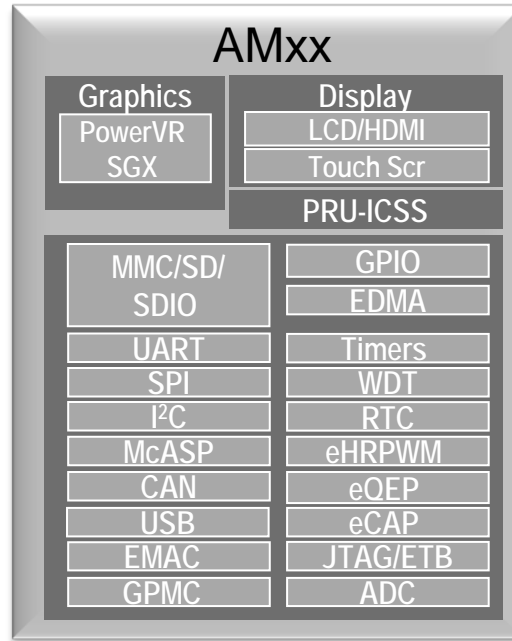 AMxx
Graphics
PowerVR
SGX
Display
LCD/HDMI
Touch Scr
PRU-ICSS
MMC/SD/
SDIO
UART
SPI
I²C
McASP
CAN
USB
EMAC
GPMC
GPIO
EDMA
Timers
WDT
RTC
eHRPWM
eQEP
eCAP
JTAG/ETB
ADC